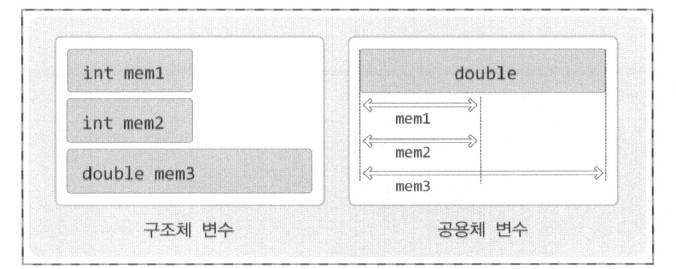 int mem1
int mem2
double mem3
구조체 변수
double
mem1
mem2
mem3
공용체 변수